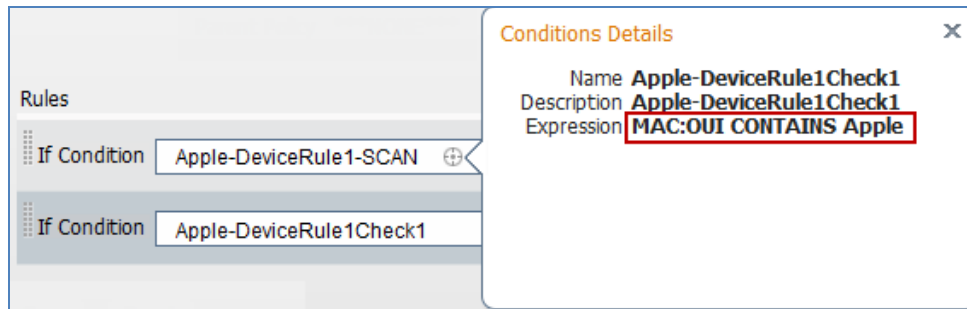 Conditions Details
Name Apple-DeviceRule1Check1
Description Apple-DeviceRule1Check1
Expression MAC:OUI CONTAINS Apple
Rules
If Condition Apple-DeviceRule1-SCAN
If Condition Apple-DeviceRule1Check1